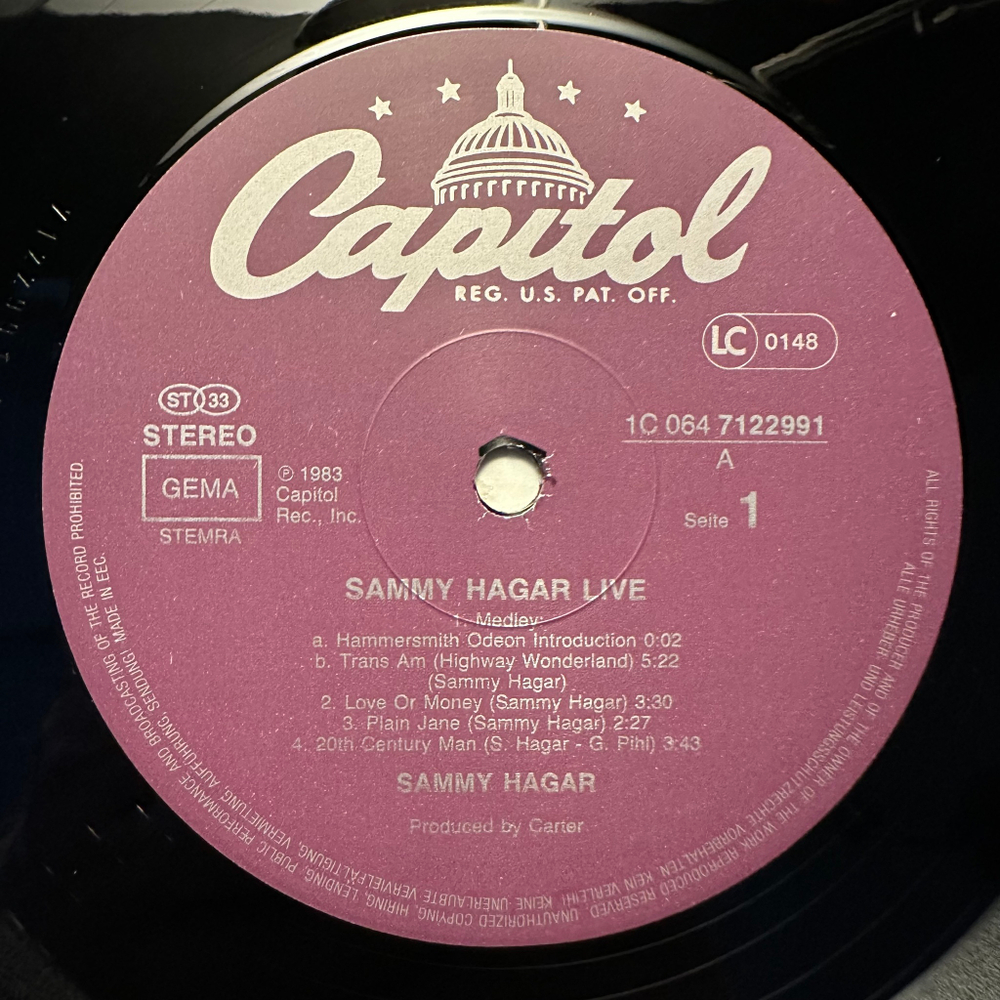 Capitol
REG. U.S. PAT. OFF.
LC 0148
ST 33
STEREO
GEMA
STEMRA
℗ 1983
Capitol
Rec., Inc.
1C 064 7122991
A
Seite 1
SAMMY HAGAR LIVE
1. Medley:
a. Hammersmith Odeon Introduction 0:02
b. Trans Am (Highway Wonderland) 5:22
(Sammy Hagar)
2. Love Or Money (Sammy Hagar) 3:30
3. Plain Jane (Sammy Hagar) 2:27
4. 20th Century Man (S. Hagar - G. Pihl) 3:43
SAMMY HAGAR
Produced by Carter
ALL RIGHTS OF THE PRODUCER AND OF THE OWNER OF THE WORK REPRODUCED RESERVED. UNAUTHORIZED COPYING, HIRING, LENDING, PUBLIC PERFORMANCE AND BROADCASTING OF THE RECORD PROHIBITED.
ALLE URHEBER- UND LEISTUNGSSCHUTZRECHTE VORBEHALTEN. KEIN VERLEIH! KEINE UNERLAUBTE VERVIELFÄLTIGUNG, VERMIETUNG, AUFFÜHRUNG, SENDUNG! MADE IN EEC.